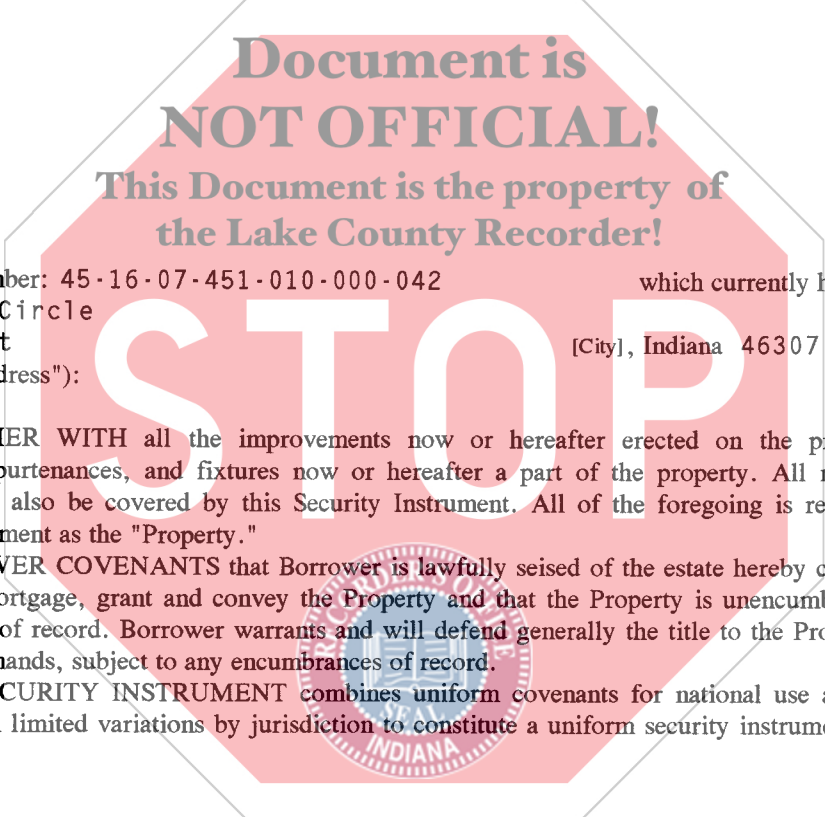 Document is
NOT OFFICIAL!
This Document is the property of
the Lake County Recorder!
ber: 45-16-07-451-010-000-042 which currently
Circle
t [City], Indiana 46307
dress"):
STOP
ER WITH all the improvements now or hereafter erected on the p
purtenances, and fixtures now or hereafter a part of the property. All
also be covered by this Security Instrument. All of the foregoing is re
ment as the "Property."
VER COVENANTS that Borrower is lawfully seised of the estate hereby c
ortgage, grant and convey the Property and that the Property is unencumb
of record. Borrower warrants and will defend generally the title to the Pro
ands, subject to any encumbrances of record.
CURITY INSTRUMENT combines uniform covenants for national use a
limited variations by jurisdiction to constitute a uniform security instrume
RECORDER'S OFFICE
SEAL
INDIANA